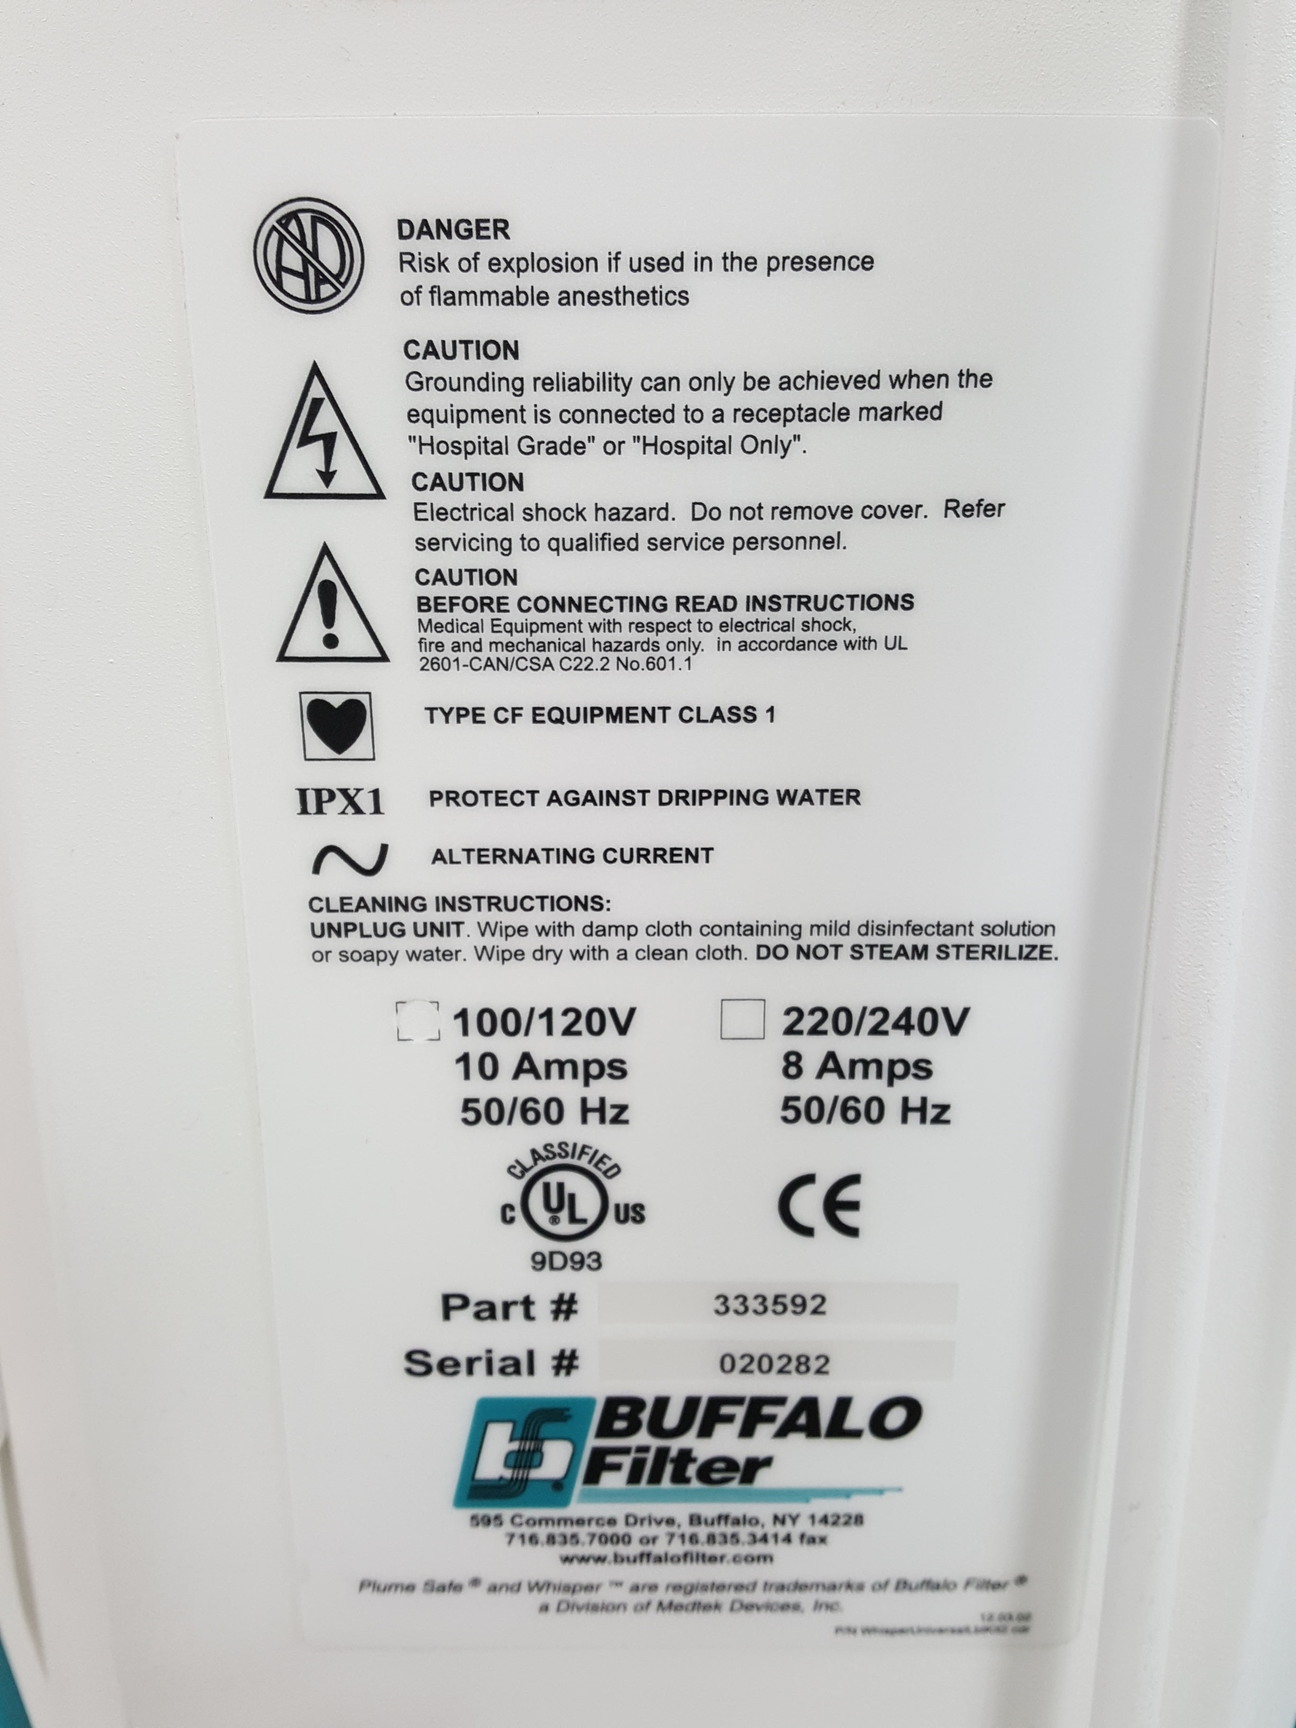 DANGER
Risk of explosion if used in the presence
of flammable anesthetics
CAUTION
Grounding reliability can only be achieved when the
equipment is connected to a receptacle marked
"Hospital Grade" or "Hospital Only".
CAUTION
Electrical shock hazard. Do not remove cover. Refer
servicing to qualified service personnel.
CAUTION
BEFORE CONNECTING READ INSTRUCTIONS
Medical Equipment with respect to electrical shock,
fire and mechanical hazards only. in accordance with UL
2601-CAN/CSA C22.2 No.601.1
TYPE CF EQUIPMENT CLASS 1
IPX1 PROTECT AGAINST DRIPPING WATER
ALTERNATING CURRENT
CLEANING INSTRUCTIONS:
UNPLUG UNIT. Wipe with damp cloth containing mild disinfectant solution
or soapy water. Wipe dry with a clean cloth. DO NOT STEAM STERILIZE.
100/120V 220/240V
10 Amps 8 Amps
50/60 Hz 50/60 Hz
CLASSIFIED
C UL® US CE
9D93
Part # 333592
Serial # 020282
BUFFALO
Filter
595 Commerce Drive, Buffalo, NY 14228
716.835.7000 or 716.835.3414 fax
www.buffalofilter.com
Plume Safe ® and Whisper ™ are registered trademarks of Buffalo Filter ®
a Division of Medtek Devices, Inc.
P/N